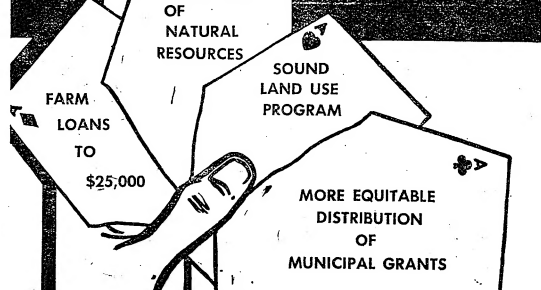 OF
NATURAL
RESOURCES
A
SOUND
LAND USE
PROGRAM
A
FARM
LOANS
TO
$25,000
A
MORE EQUITABLE
DISTRIBUTION
OF
MUNICIPAL GRANTS